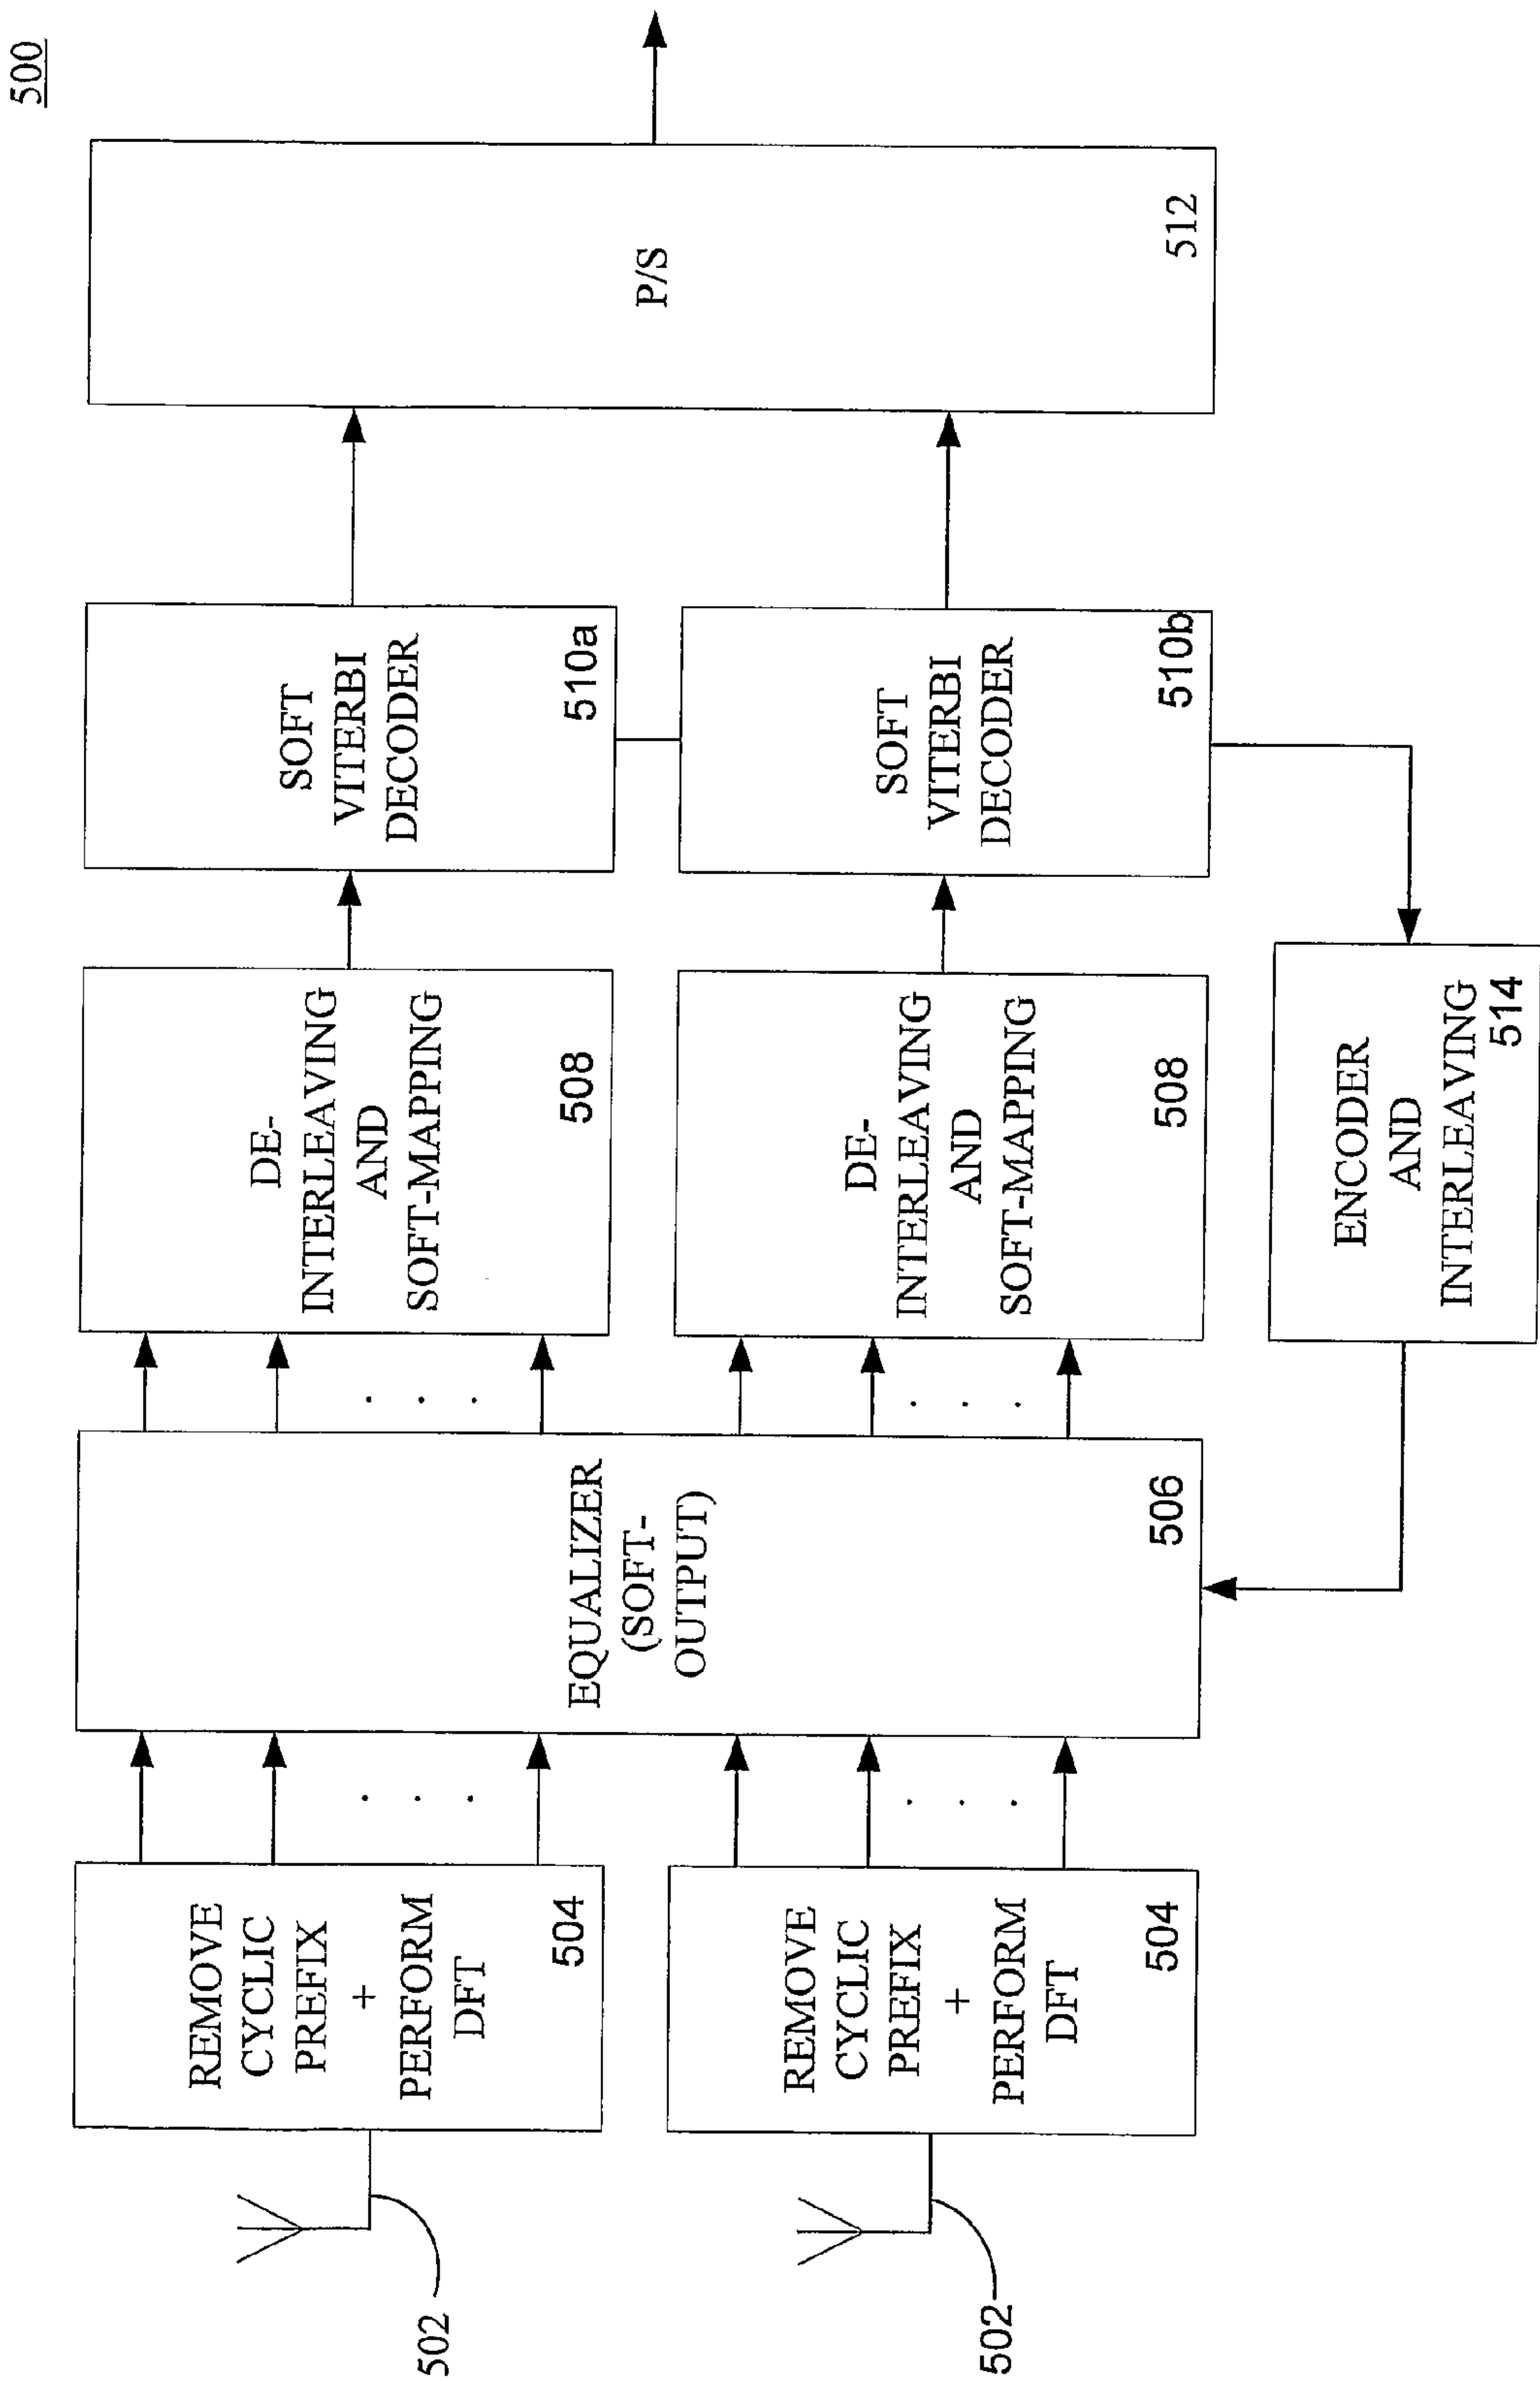 500
REMOVE
CYCLIC
PREFIX
+
PERFORM
DFT
504
502
REMOVE
CYCLIC
PREFIX
+
PERFORM
DFT
504
502
EQUALIZER
(SOFT-
OUTPUT)
506
DE-
INTERLEAVING
AND
SOFT-MAPPING
508
DE-
INTERLEAVING
AND
SOFT-MAPPING
508
SOFT
VITERBI
DECODER
510a
SOFT
VITERBI
DECODER
510b
P/S
512
ENCODER
AND
INTERLEAVING
514